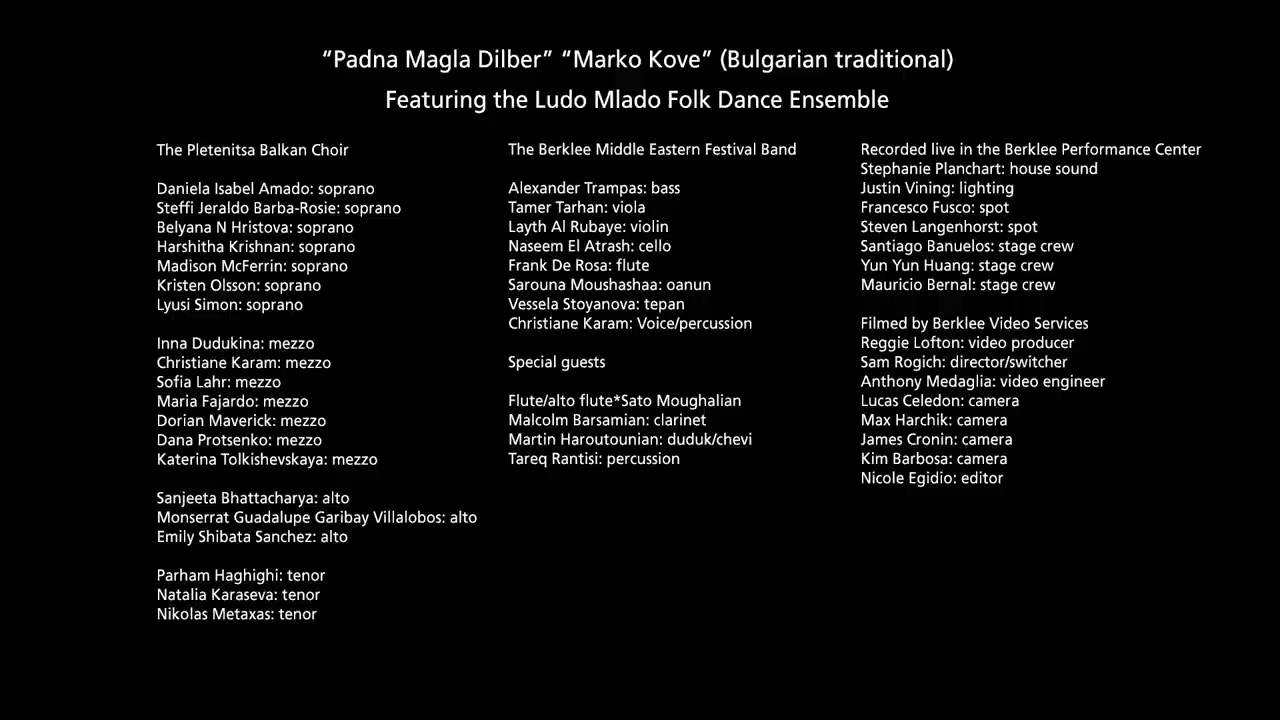 “Padna Magla Dilber” “Marko Kove” (Bulgarian traditional)
Featuring the Ludo Mlado Folk Dance Ensemble
The Pletenitsa Balkan Choir
Daniela Isabel Amado: soprano
Steffi Jeraldo Barba-Rosie: soprano
Belyana N Hristova: soprano
Harshitha Krishnan: soprano
Madison McFerrin: soprano
Kristen Olsson: soprano
Lyusi Simon: soprano
Inna Dudukina: mezzo
Christiane Karam: mezzo
Sofia Lahr: mezzo
Maria Fajardo: mezzo
Dorian Maverick: mezzo
Dana Protsenko: mezzo
Katerina Tolkishevskaya: mezzo
Sanjeeta Bhattacharya: alto
Monserrat Guadalupe Garibay Villalobos: alto
Emily Shibata Sanchez: alto
Parham Haghighi: tenor
Natalia Karaseva: tenor
Nikolas Metaxas: tenor
The Berklee Middle Eastern Festival Band
Alexander Trampas: bass
Tamer Tarhan: viola
Layth Al Rubaye: violin
Naseem El Atrash: cello
Frank De Rosa: flute
Sarouna Moushashaa: oanun
Vessela Stoyanova: tepan
Christiane Karam: Voice/percussion
Special guests
Flute/alto flute*Sato Moughalian
Malcolm Barsamian: clarinet
Martin Haroutounian: duduk/chevi
Tareq Rantisi: percussion
Recorded live in the Berklee Performance Center
Stephanie Planchart: house sound
Justin Vining: lighting
Francesco Fusco: spot
Steven Langenhorst: spot
Santiago Banuelos: stage crew
Yun Yun Huang: stage crew
Mauricio Bernal: stage crew
Filmed by Berklee Video Services
Reggie Lofton: video producer
Sam Rogich: director/switcher
Anthony Medaglia: video engineer
Lucas Celedon: camera
Max Harchik: camera
James Cronin: camera
Kim Barbosa: camera
Nicole Egidio: editor